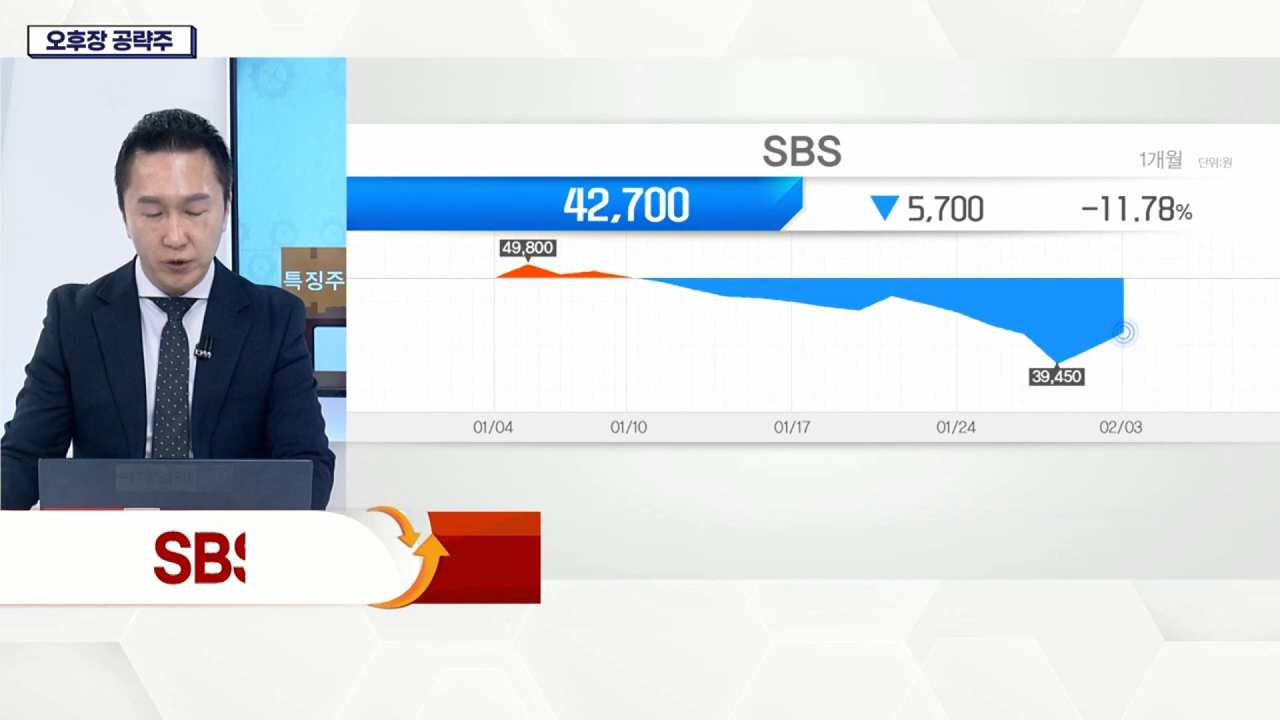 오후장 공략주
SBS
1개월 단위:원
42,700 ▼ 5,700 -11.78%
49,800
특징주
39,450
01/04 01/10 01/17 01/24 02/03
SBS